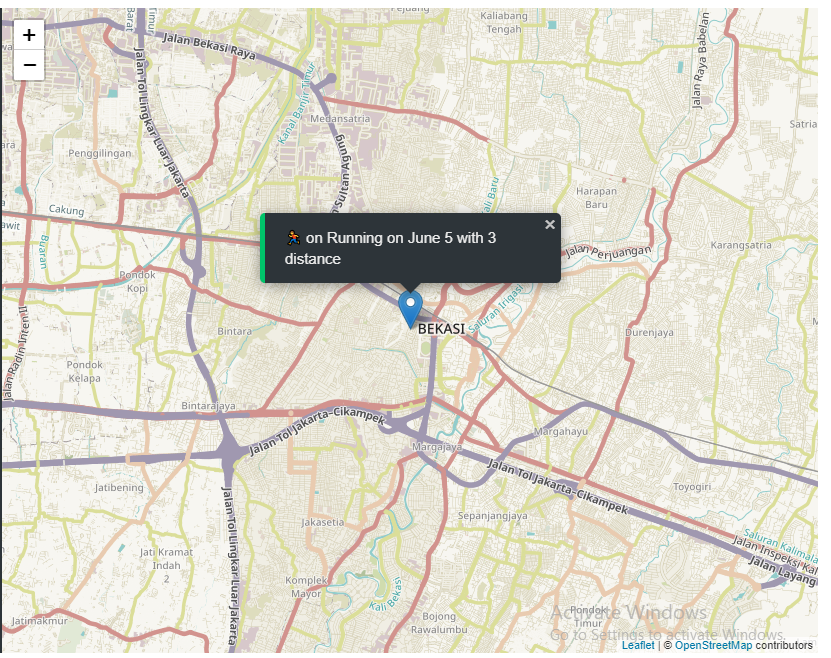 Pejuang
Kaliabang
Tengah
+
−
Timur
Barat
Jalan Bekasi Raya
Jalan Raya Babelan
Jalan Tol Lingkar Luar Jakarta
Kanal Banjir Timur
Medansatria
Satria
Penggilingan
Sultan Agung
Kali Baru
Harapan
Baru
Cakung
Buaran
Karangsatria
on Running on June 5 with 3
distance
×
Jalan Perjuangan
Pondok
Kopi
Saluran Irigasi
BEKASI
Bintara
Durenjaya
Jalan Radin Inten II
Pondok
Kelapa
Bintarajaya
Jalan Tol Jakarta-Cikampek
Margahayu
Margajaya
Jalan Tol Jakarta-Cikampek
Jatibening
Toyogiri
Jakasetia
Sepanjangjaya
Jalan Tol Lingkar Luar Jakarta
Saluran Kalimala
Jalan Inspeksi Kal
Jalan Layang
Jati Kramat
Indah
2
Komplek
Mayor
Kali Bekasi
Jatimakmur
Bojong
Rawalumbu
Pondok
Timur
Activate Windows
Go to Settings to activate Windows.
Leaflet | © OpenStreetMap contributors